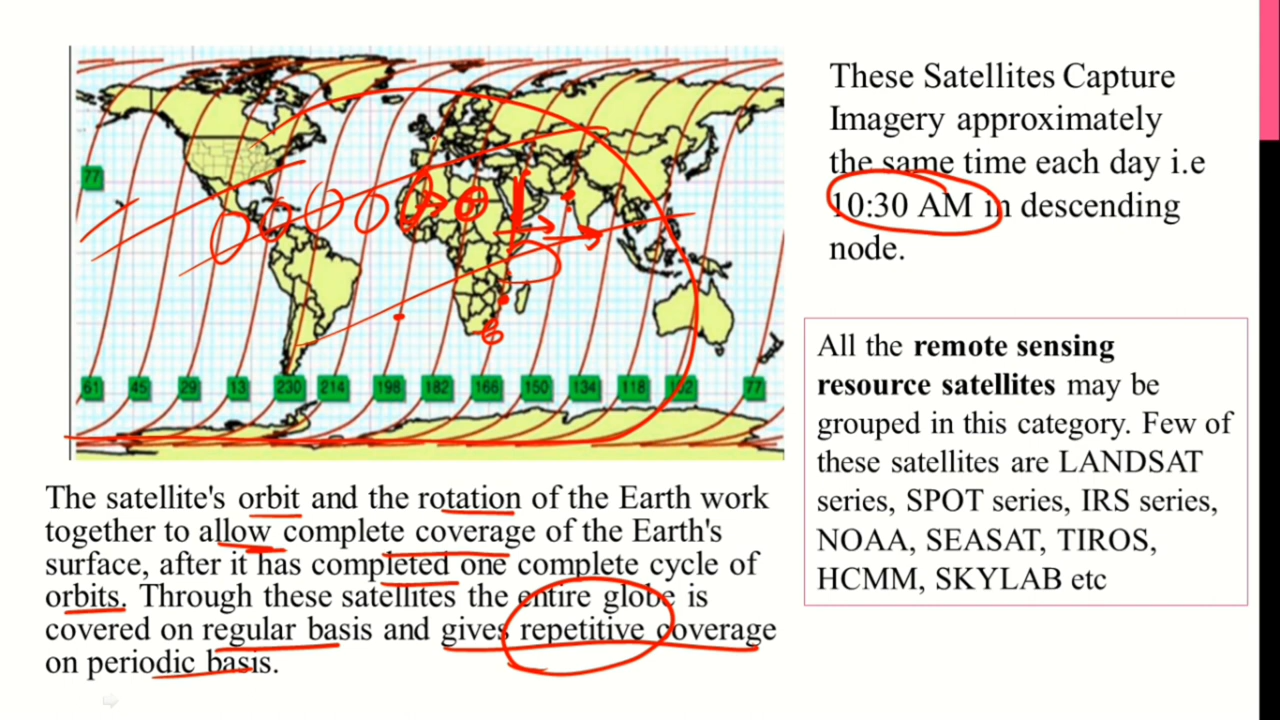 These Satellites Capture
Imagery approximately
the same time each day i.e
10:30 AM in descending
node.
77
61 45 29 13 230 214 198 182 166 150 134 118 102 77
All the remote sensing
resource satellites may be
grouped in this category. Few of
these satellites are LANDSAT
series, SPOT series, IRS series,
NOAA, SEASAT, TIROS,
HCMM, SKYLAB etc
The satellite's orbit and the rotation of the Earth work
together to allow complete coverage of the Earth's
surface, after it has completed one complete cycle of
orbits. Through these satellites the entire globe is
covered on regular basis and gives repetitive coverage
on periodic basis.